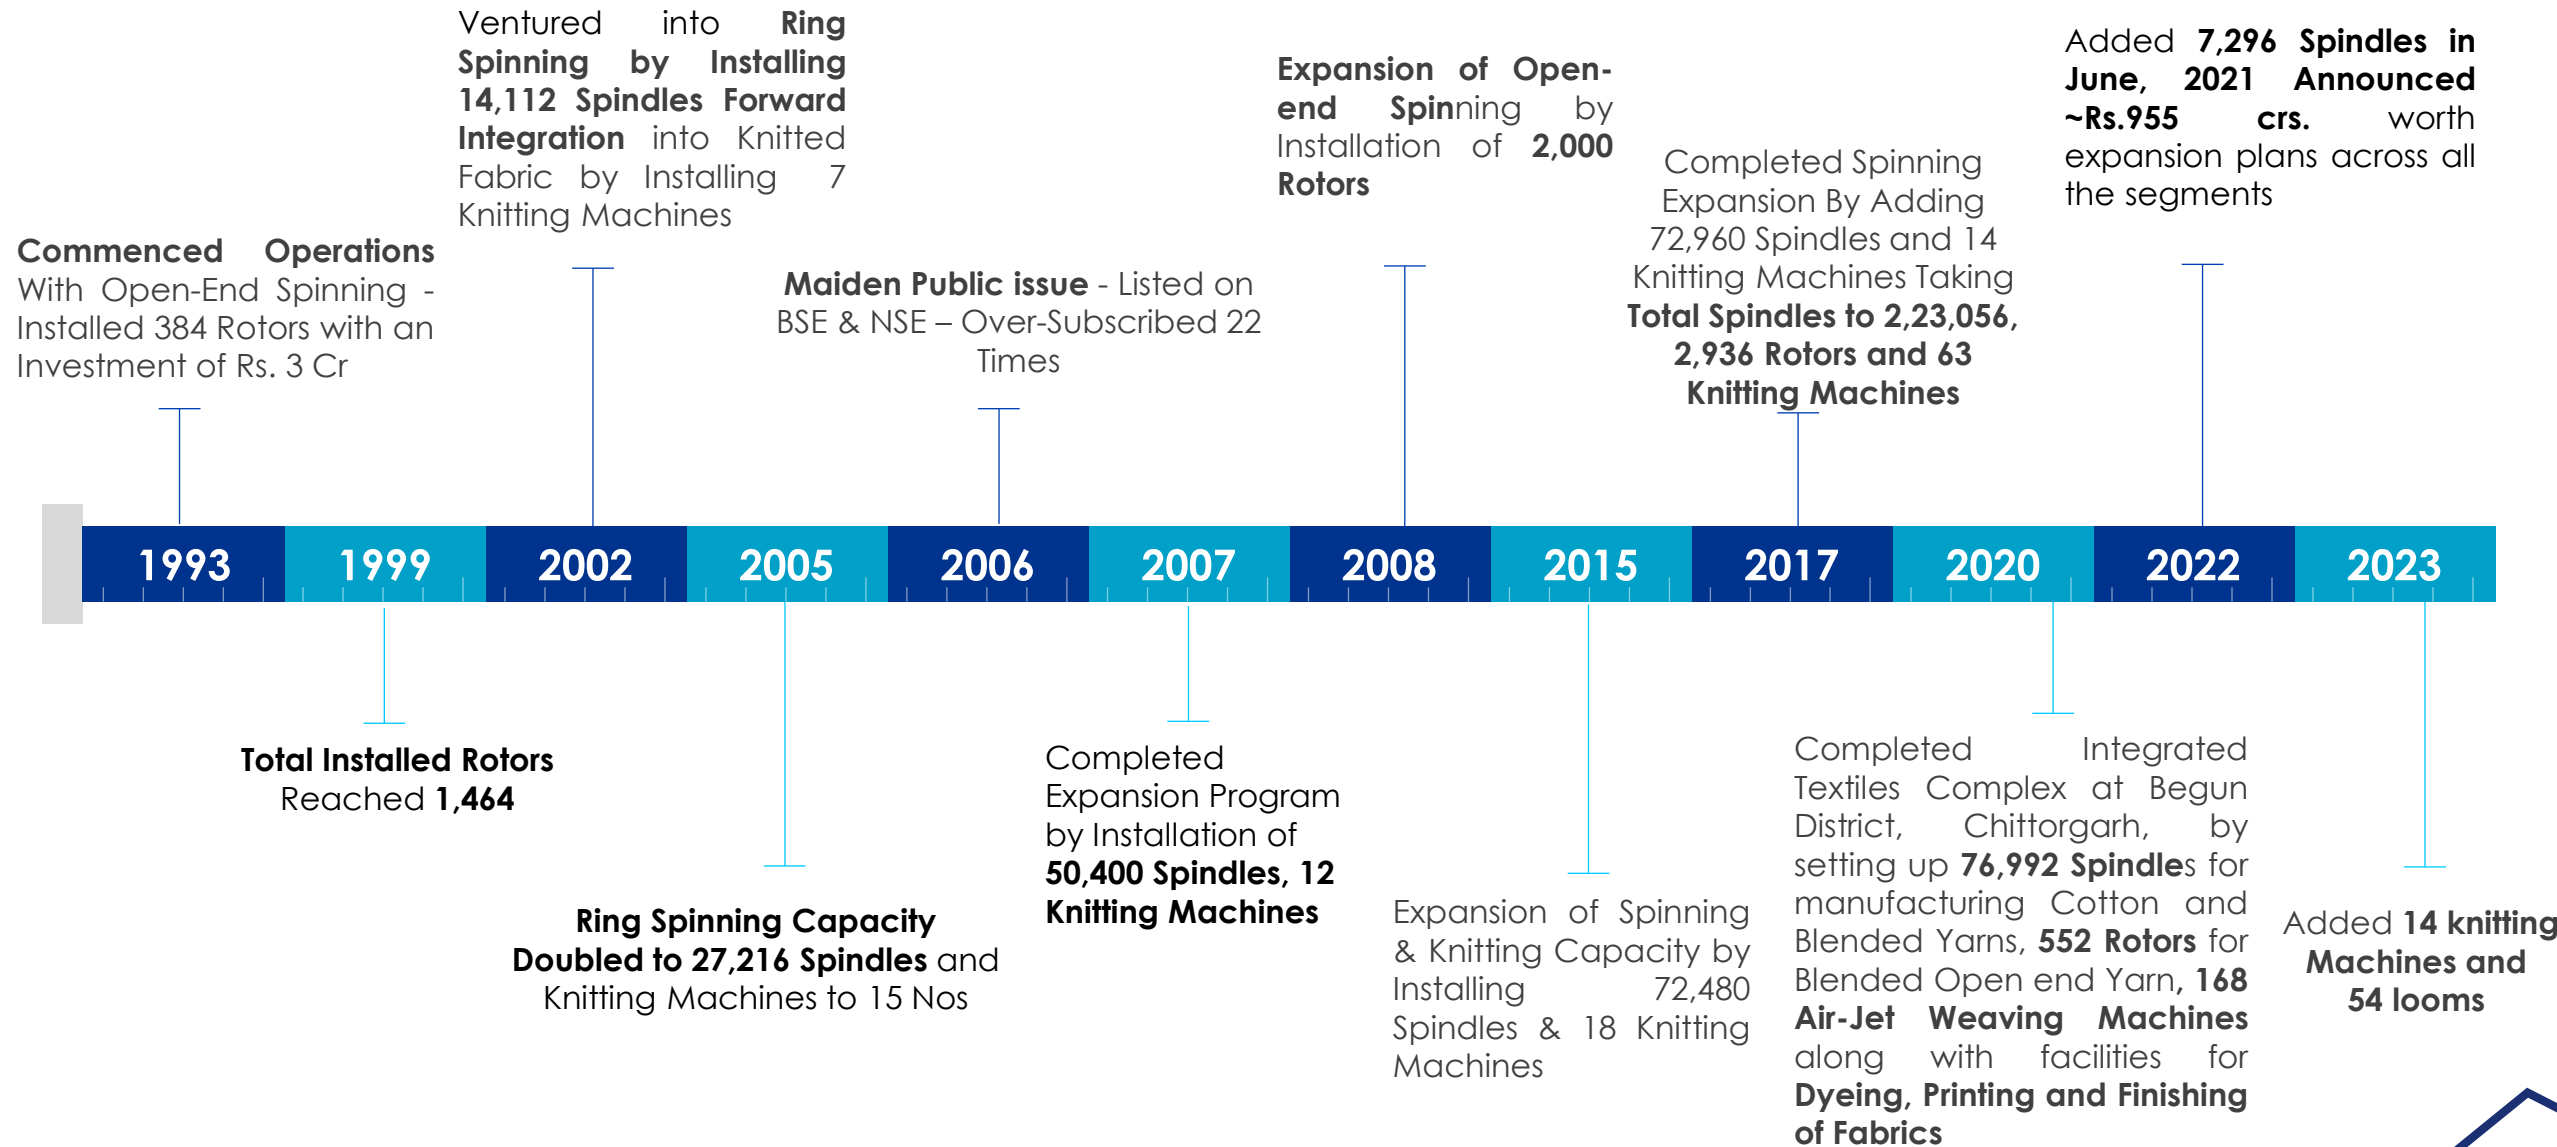 Commenced Operations
With Open-End Spinning -
Installed 384 Rotors with an
Investment of Rs. 3 Cr
Ventured into Ring
Spinning by Installing
14,112 Spindles Forward
Integration into Knitted
Fabric by Installing 7
Knitting Machines
Maiden Public issue - Listed on
BSE & NSE – Over-Subscribed 22
Times
Expansion of Open-
end Spinning by
Installation of 2,000
Rotors
Completed Spinning
Expansion By Adding
72,960 Spindles and 14
Knitting Machines Taking
Total Spindles to 2,23,056,
2,936 Rotors and 63
Knitting Machines
Added 7,296 Spindles in
June, 2021 Announced
~Rs.955 crs. worth
expansion plans across all
the segments
1993 1999 2002 2005 2006 2007 2008 2015 2017 2020 2022 2023
Total Installed Rotors
Reached 1,464
Ring Spinning Capacity
Doubled to 27,216 Spindles and
Knitting Machines to 15 Nos
Completed
Expansion Program
by Installation of
50,400 Spindles, 12
Knitting Machines
Expansion of Spinning
& Knitting Capacity by
Installing 72,480
Spindles & 18 Knitting
Machines
Completed Integrated
Textiles Complex at Begun
District, Chittorgarh, by
setting up 76,992 Spindles for
manufacturing Cotton and
Blended Yarns, 552 Rotors for
Blended Open end Yarn, 168
Air-Jet Weaving Machines
along with facilities for
Dyeing, Printing and Finishing
of Fabrics
Added 14 knitting
Machines and
54 looms